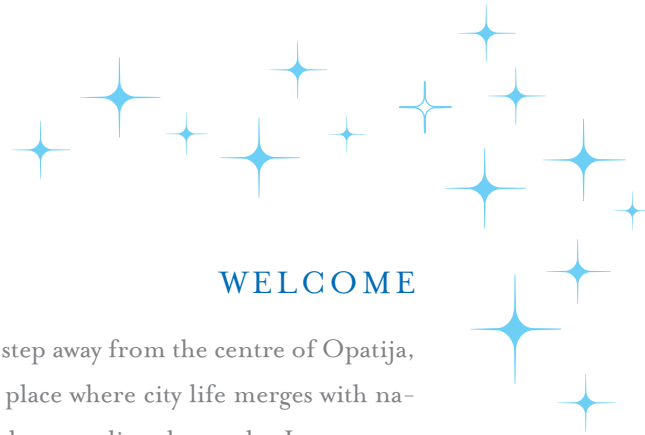 WELCOME
step away from the centre of Opatija,
place where city life merges with na-